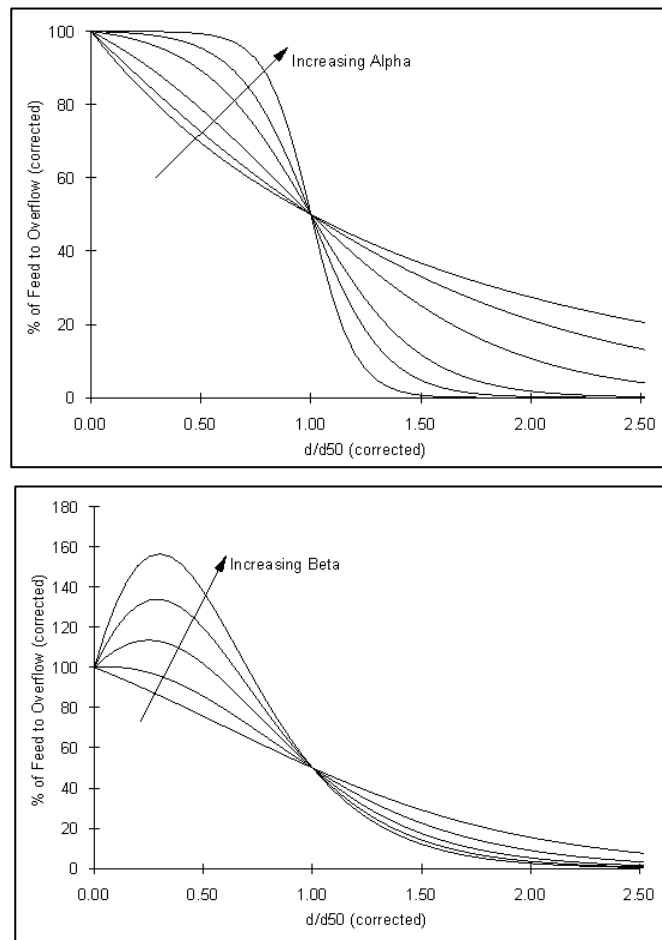 100
80
60
40
20
0
% of Feed to Overflow (corrected)
Increasing Alpha
0.00 0.50 1.00 1.50 2.00 2.50
d/d50 (corrected)
180
160
140
120
100
80
60
40
20
0
% of Feed to Overflow (corrected)
Increasing Beta
0.00 0.50 1.00 1.50 2.00 2.50
d/d50 (corrected)